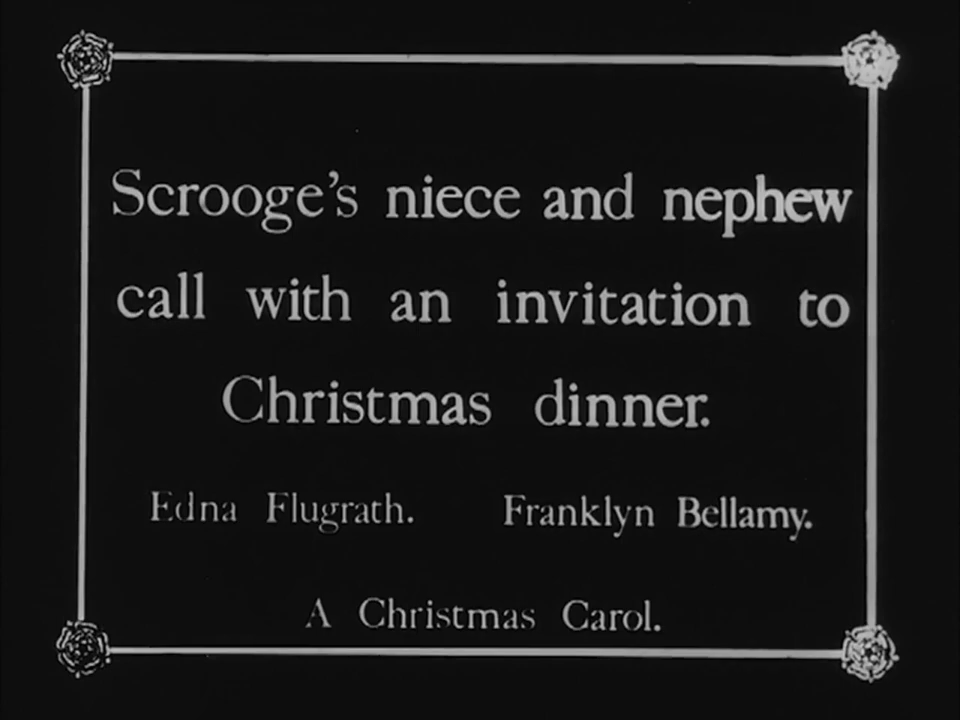 Scrooge's niece and nephew
call with an invitation to
Christmas dinner.
Edna Flugrath. Franklyn Bellamy.
A Christmas Carol.